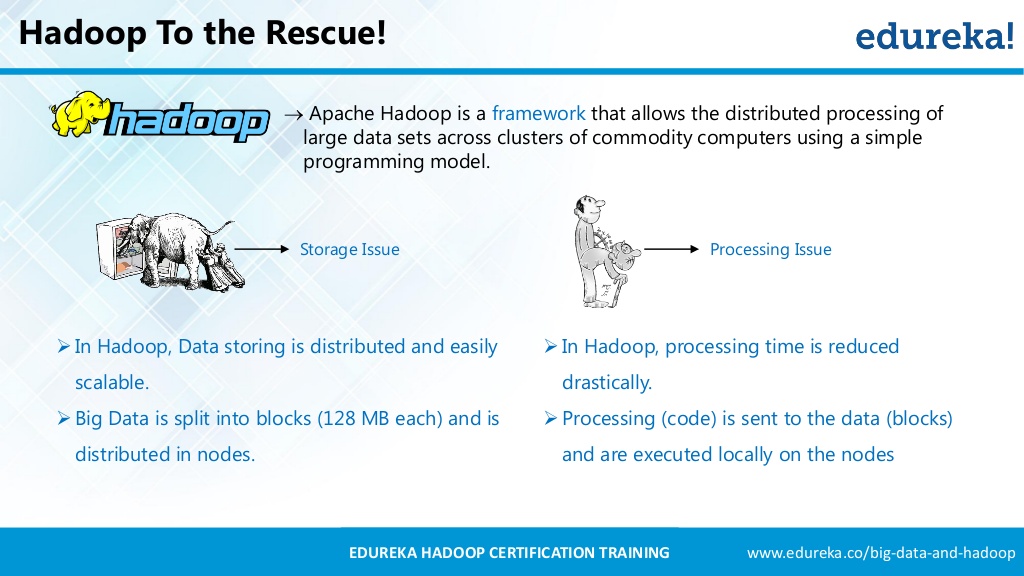 Hadoop To the Rescue!
edureka!
hadoop
→ Apache Hadoop is a framework that allows the distributed processing of
large data sets across clusters of commodity computers using a simple
programming model.
Storage Issue
Processing Issue
➢ In Hadoop, Data storing is distributed and easily
scalable.
➢ Big Data is split into blocks (128 MB each) and is
distributed in nodes.
➢ In Hadoop, processing time is reduced
drastically.
➢ Processing (code) is sent to the data (blocks)
and are executed locally on the nodes
EDUREKA HADOOP CERTIFICATION TRAINING
www.edureka.co/big-data-and-hadoop